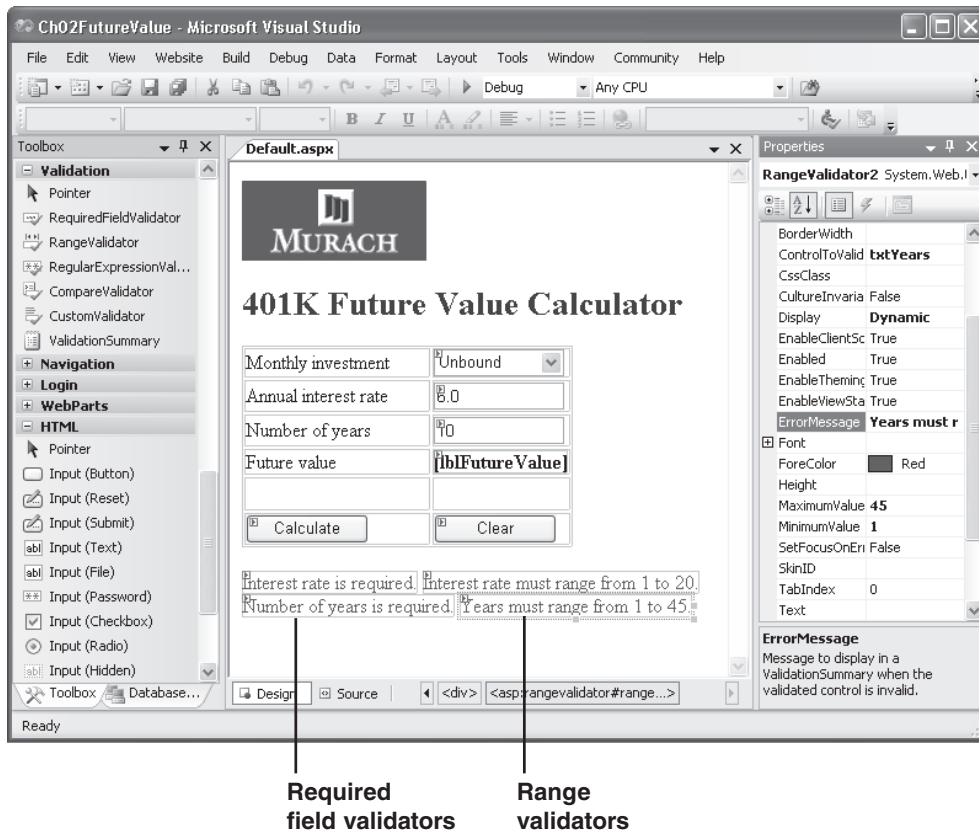 Ch02FutureValue - Microsoft Visual Studio
File Edit View Website Build Debug Data Format Layout Tools Window Community Help
Debug Any CPU
B I U A
Toolbox
Validation
Pointer
RequiredFieldValidator
RangeValidator
RegularExpressionVal...
CompareValidator
CustomValidator
ValidationSummary
Navigation
Login
WebParts
HTML
Pointer
Input (Button)
Input (Reset)
Input (Submit)
Input (Text)
Input (File)
Input (Password)
Input (Checkbox)
Input (Radio)
Input (Hidden)
Toolbox Database...
Default.aspx
MURACH
401K Future Value Calculator
Monthly investment Unbound
Annual interest rate 6.0
Number of years 10
Future value [lblFutureValue]
Calculate Clear
Interest rate is required. Interest rate must range from 1 to 20.
Number of years is required. Years must range from 1 to 45.
Design Source <div> <asp:rangevalidator#range...>
Properties
RangeValidator2 System.Web.
BorderWidth
ControlToValid txtYears
CssClass
CultureInvaria False
Display Dynamic
EnableClientSc True
Enabled True
EnableTheming True
EnableViewSta True
ErrorMessage Years must r
Font
ForeColor Red
Height
MaximumValue 45
MinimumValue 1
SetFocusOnErr False
SkinID
TabIndex 0
Text
ErrorMessage
Message to display in a
ValidationSummary when the
validated control is invalid.
Ready
Required
field validators
Range
validators